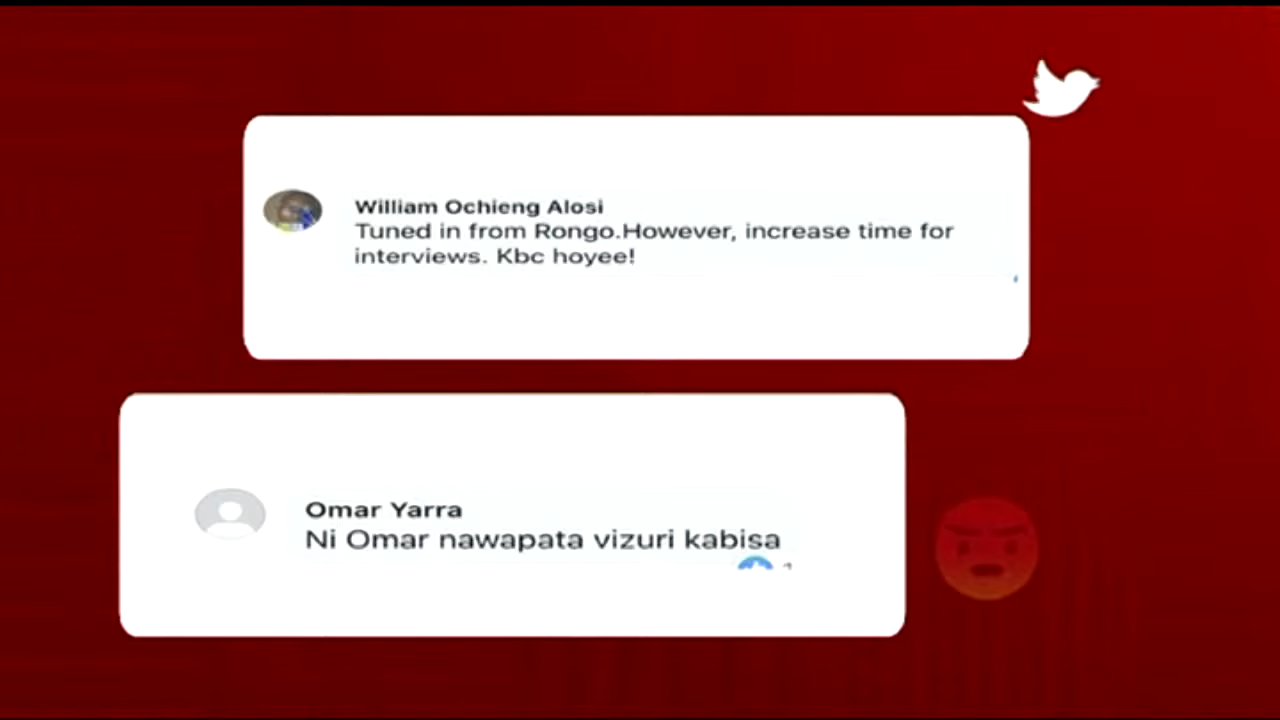 William Ochieng Alosi
Tuned in from Rongo.However, increase time for
interviews. Kbc hoyee!
Omar Yarra
Ni Omar nawapata vizuri kabisa